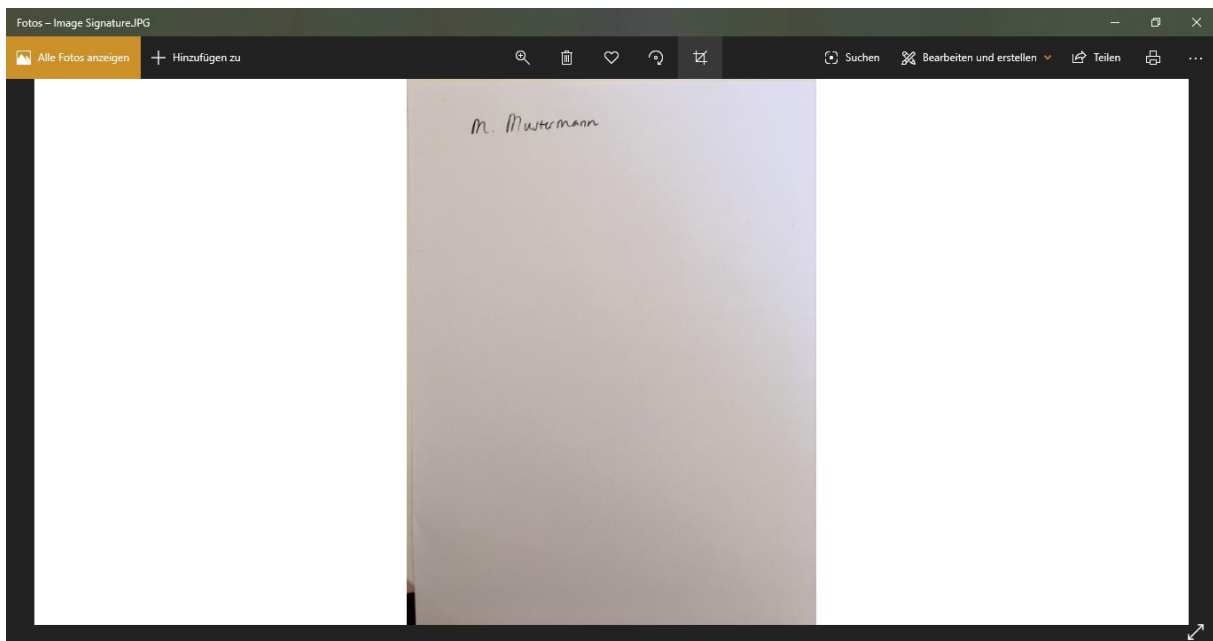 Fotos – Image Signature.JPG
Alle Fotos anzeigen
Hinzufügen zu
Suchen
Bearbeiten und erstellen
Teilen
M. Mustermann